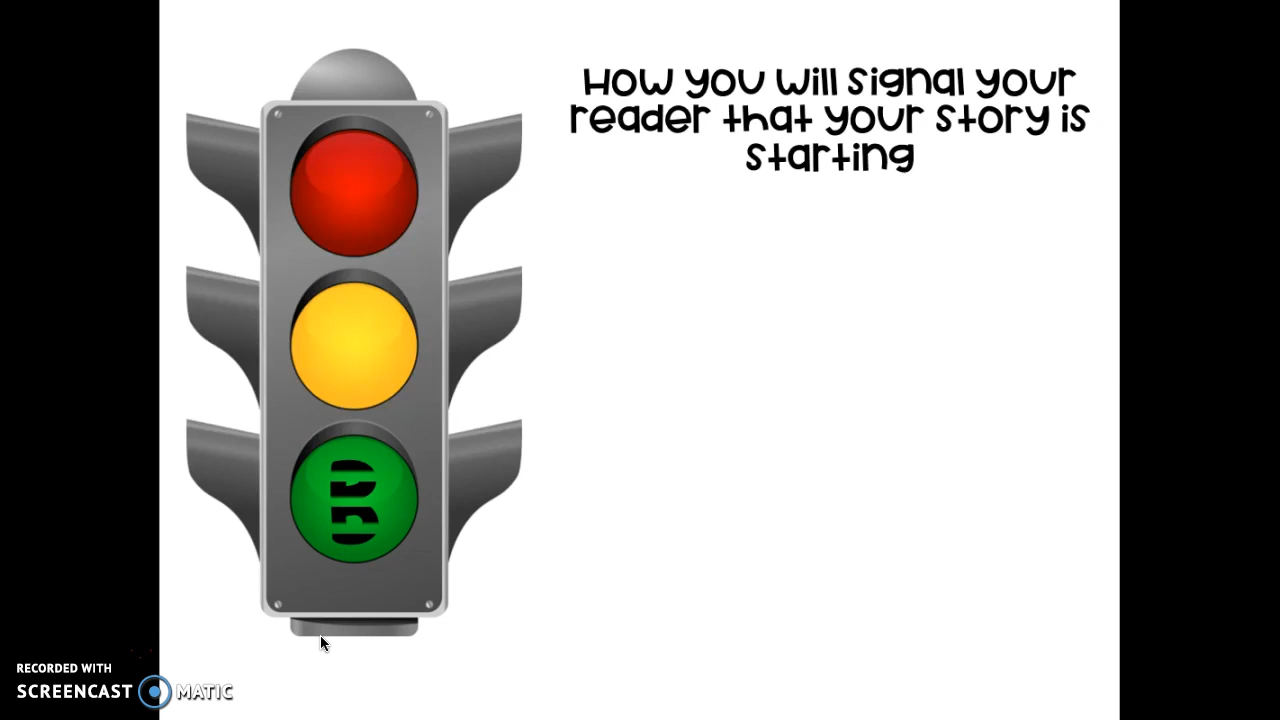 How you will signal your
reader that your story is
starting
B
RECORDED WITH
SCREENCAST MATIC